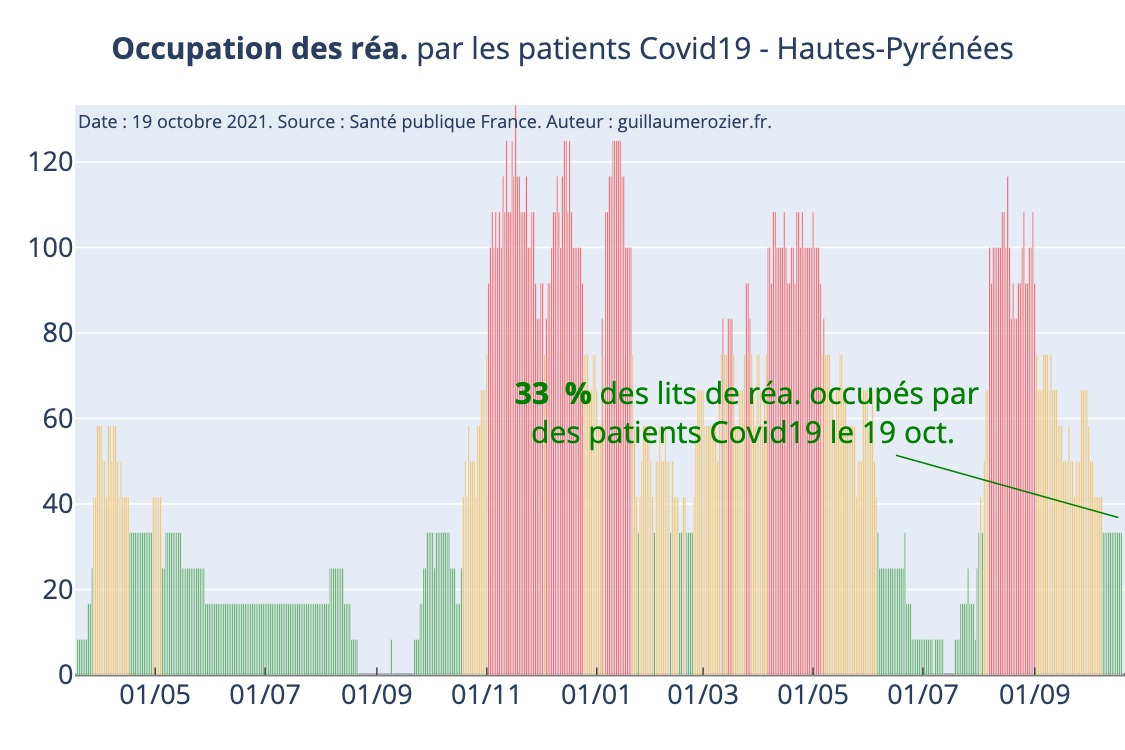 Occupation des réa. par les patients Covid19 - Hautes-Pyrénées
Date : 19 octobre 2021. Source : Santé publique France. Auteur : guillaumerozier.fr.
120
100
80
33  % des lits de réa. occupés par
60
des patients Covid19 le 19 oct.
40
20
0
01/05 01/07 01/09 01/11 01/01 01/03 01/05 01/07 01/09